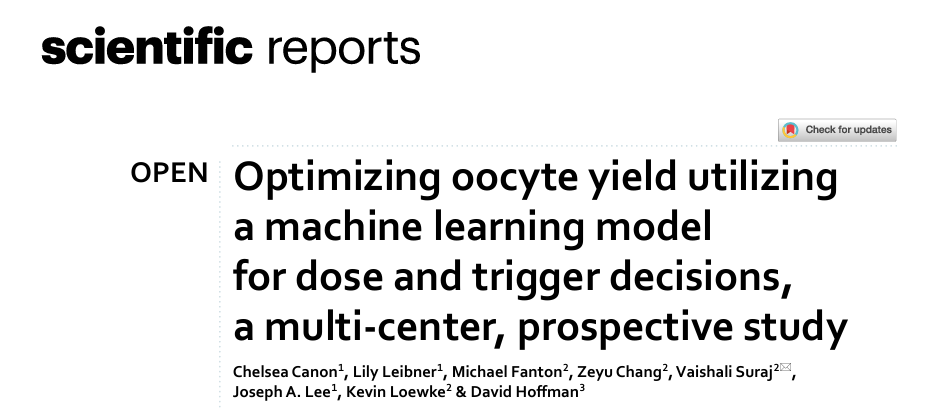 scientific reports
Check for updates
OPEN
Optimizing oocyte yield utilizing
a machine learning model
for dose and trigger decisions,
a multi-center, prospective study
Chelsea Canon¹, Lily Leibner¹, Michael Fanton², Zeyu Chang², Vaishali Suraj²✉,
Joseph A. Lee¹, Kevin Loewke² & David Hoffman³